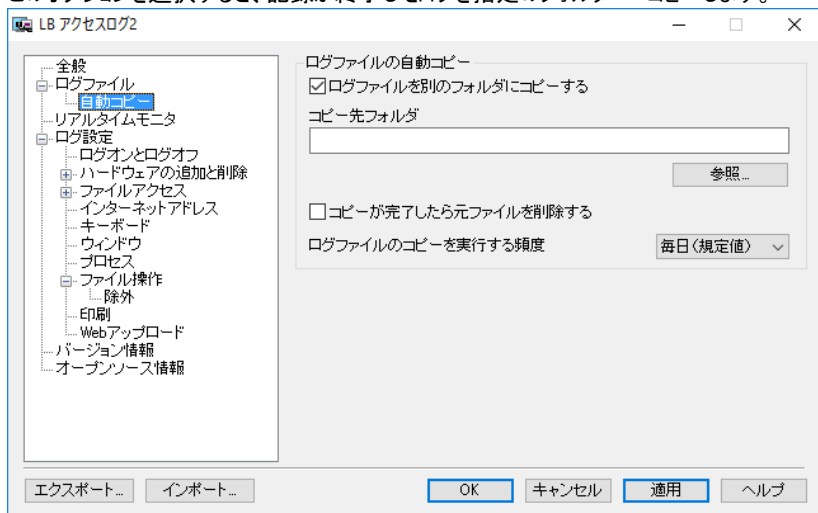 LB アクセスログ2
全般
ログファイル
自動コピー
リアルタイムモニタ
ログ設定
ログオンとログオフ
ハードウェアの追加と削除
ファイルアクセス
インターネットアドレス
キーボード
ウィンドウ
プロセス
ファイル操作
除外
印刷
Webアップロード
バージョン情報
オープンソース情報
ログファイルの自動コピー
ログファイルを別のフォルダにコピーする
コピー先フォルダ
参照...
コピーが完了したら元ファイルを削除する
ログファイルのコピーを実行する頻度
毎日(規定値)
エクスポート...
インポート...
OK
キャンセル
適用
ヘルプ